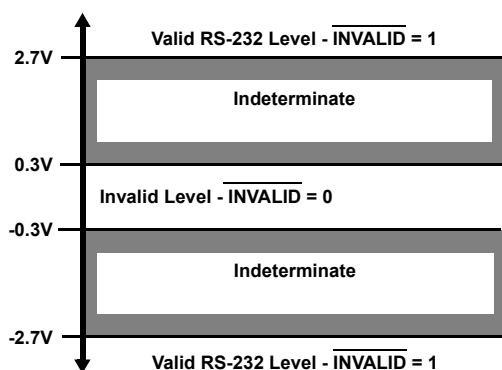 Valid RS-232 Level - INVALID = 1
2.7V
Indeterminate
0.3V
Invalid Level - INVALID = 0
-0.3V
Indeterminate
-2.7V
Valid RS-232 Level - INVALID = 1